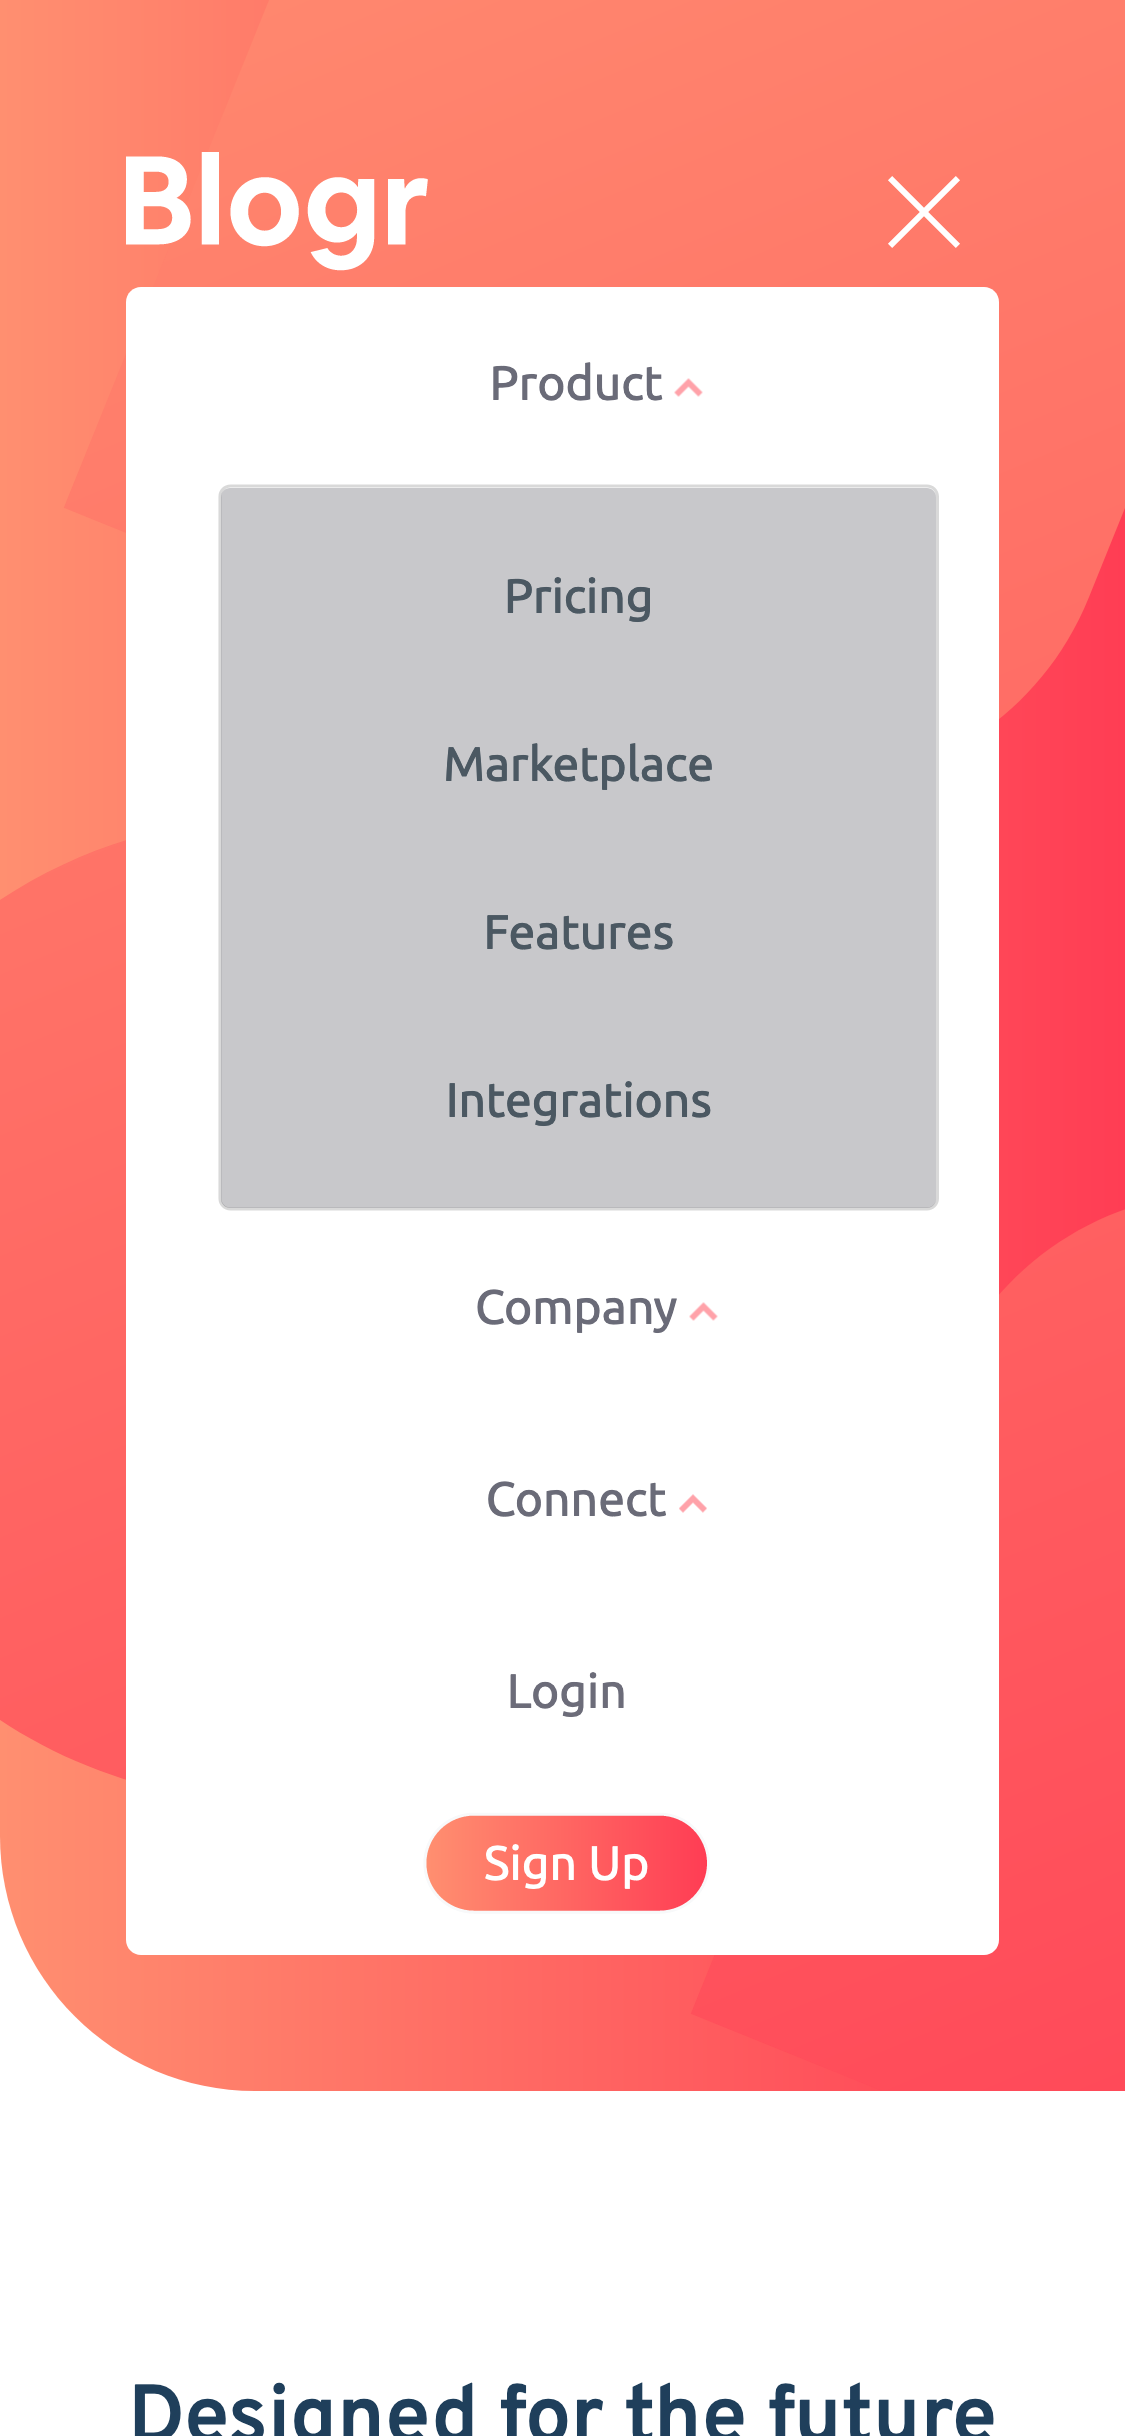 Blogr
Product
Pricing
Marketplace
Features
Integrations
Company
Connect
Login
Sign Up
Designed for the future